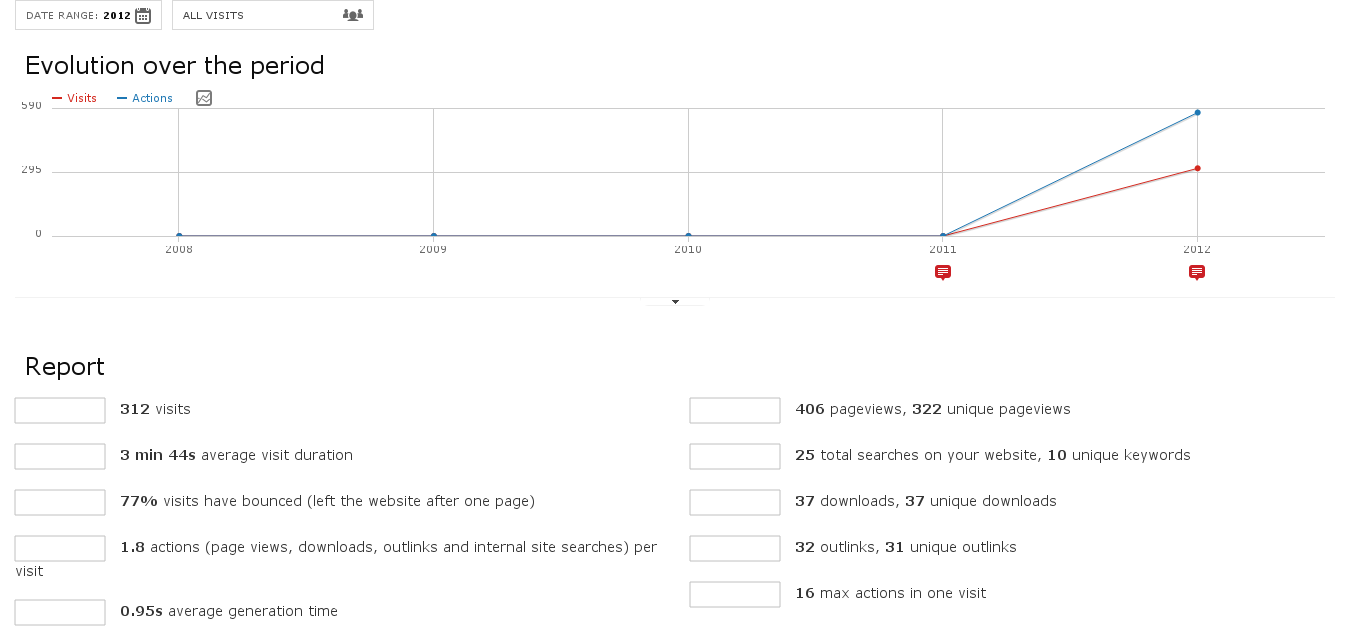 DATE RANGE: 2012
ALL VISITS
Evolution over the period
Visits Actions
590
295
0
2008 2009 2010 2011 2012
Report
312 visits
3 min 44s average visit duration
77% visits have bounced (left the website after one page)
1.8 actions (page views, downloads, outlinks and internal site searches) per
visit
0.95s average generation time
406 pageviews, 322 unique pageviews
25 total searches on your website, 10 unique keywords
37 downloads, 37 unique downloads
32 outlinks, 31 unique outlinks
16 max actions in one visit